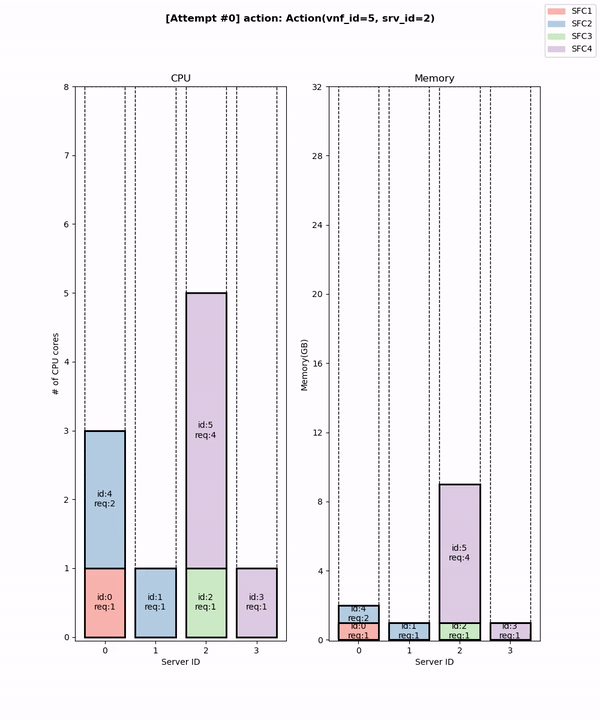 [Attempt #0] action: Action(vnf_id=5, srv_id=2)
SFC1
SFC2
SFC3
SFC4
CPU
8
7
6
5
4
3
2
1
0
# of CPU cores
id:4
req:2
id:0
req:1
id:1
req:1
id:5
req:4
id:2
req:1
id:3
req:1
0 1 2 3
Server ID
Memory
32
28
24
20
16
12
8
4
0
Memory(GB)
id:4
req:2
id:0
req:1
id:1
req:1
id:5
req:4
id:2
req:1
id:3
req:1
0 1 2 3
Server ID